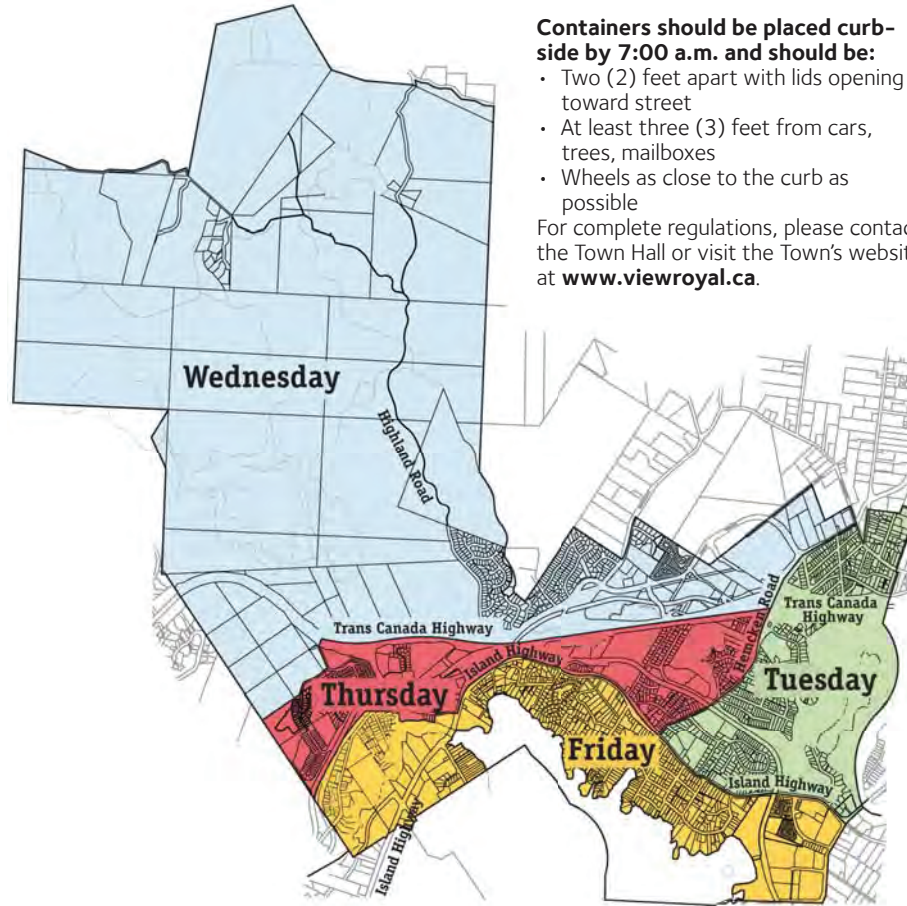 Containers should be placed curb-
side by 7:00 a.m. and should be:
• Two (2) feet apart with lids opening
toward street
• At least three (3) feet from cars,
trees, mailboxes
• Wheels as close to the curb as
possible
For complete regulations, please contac
the Town Hall or visit the Town's websit
at www.viewroyal.ca.
Wednesday
Highland Road
Trans Canada Highway
Trans Canada
Highway
Hemcken Road
Island Highway
Thursday
Tuesday
Friday
Island Highway
Island Highway